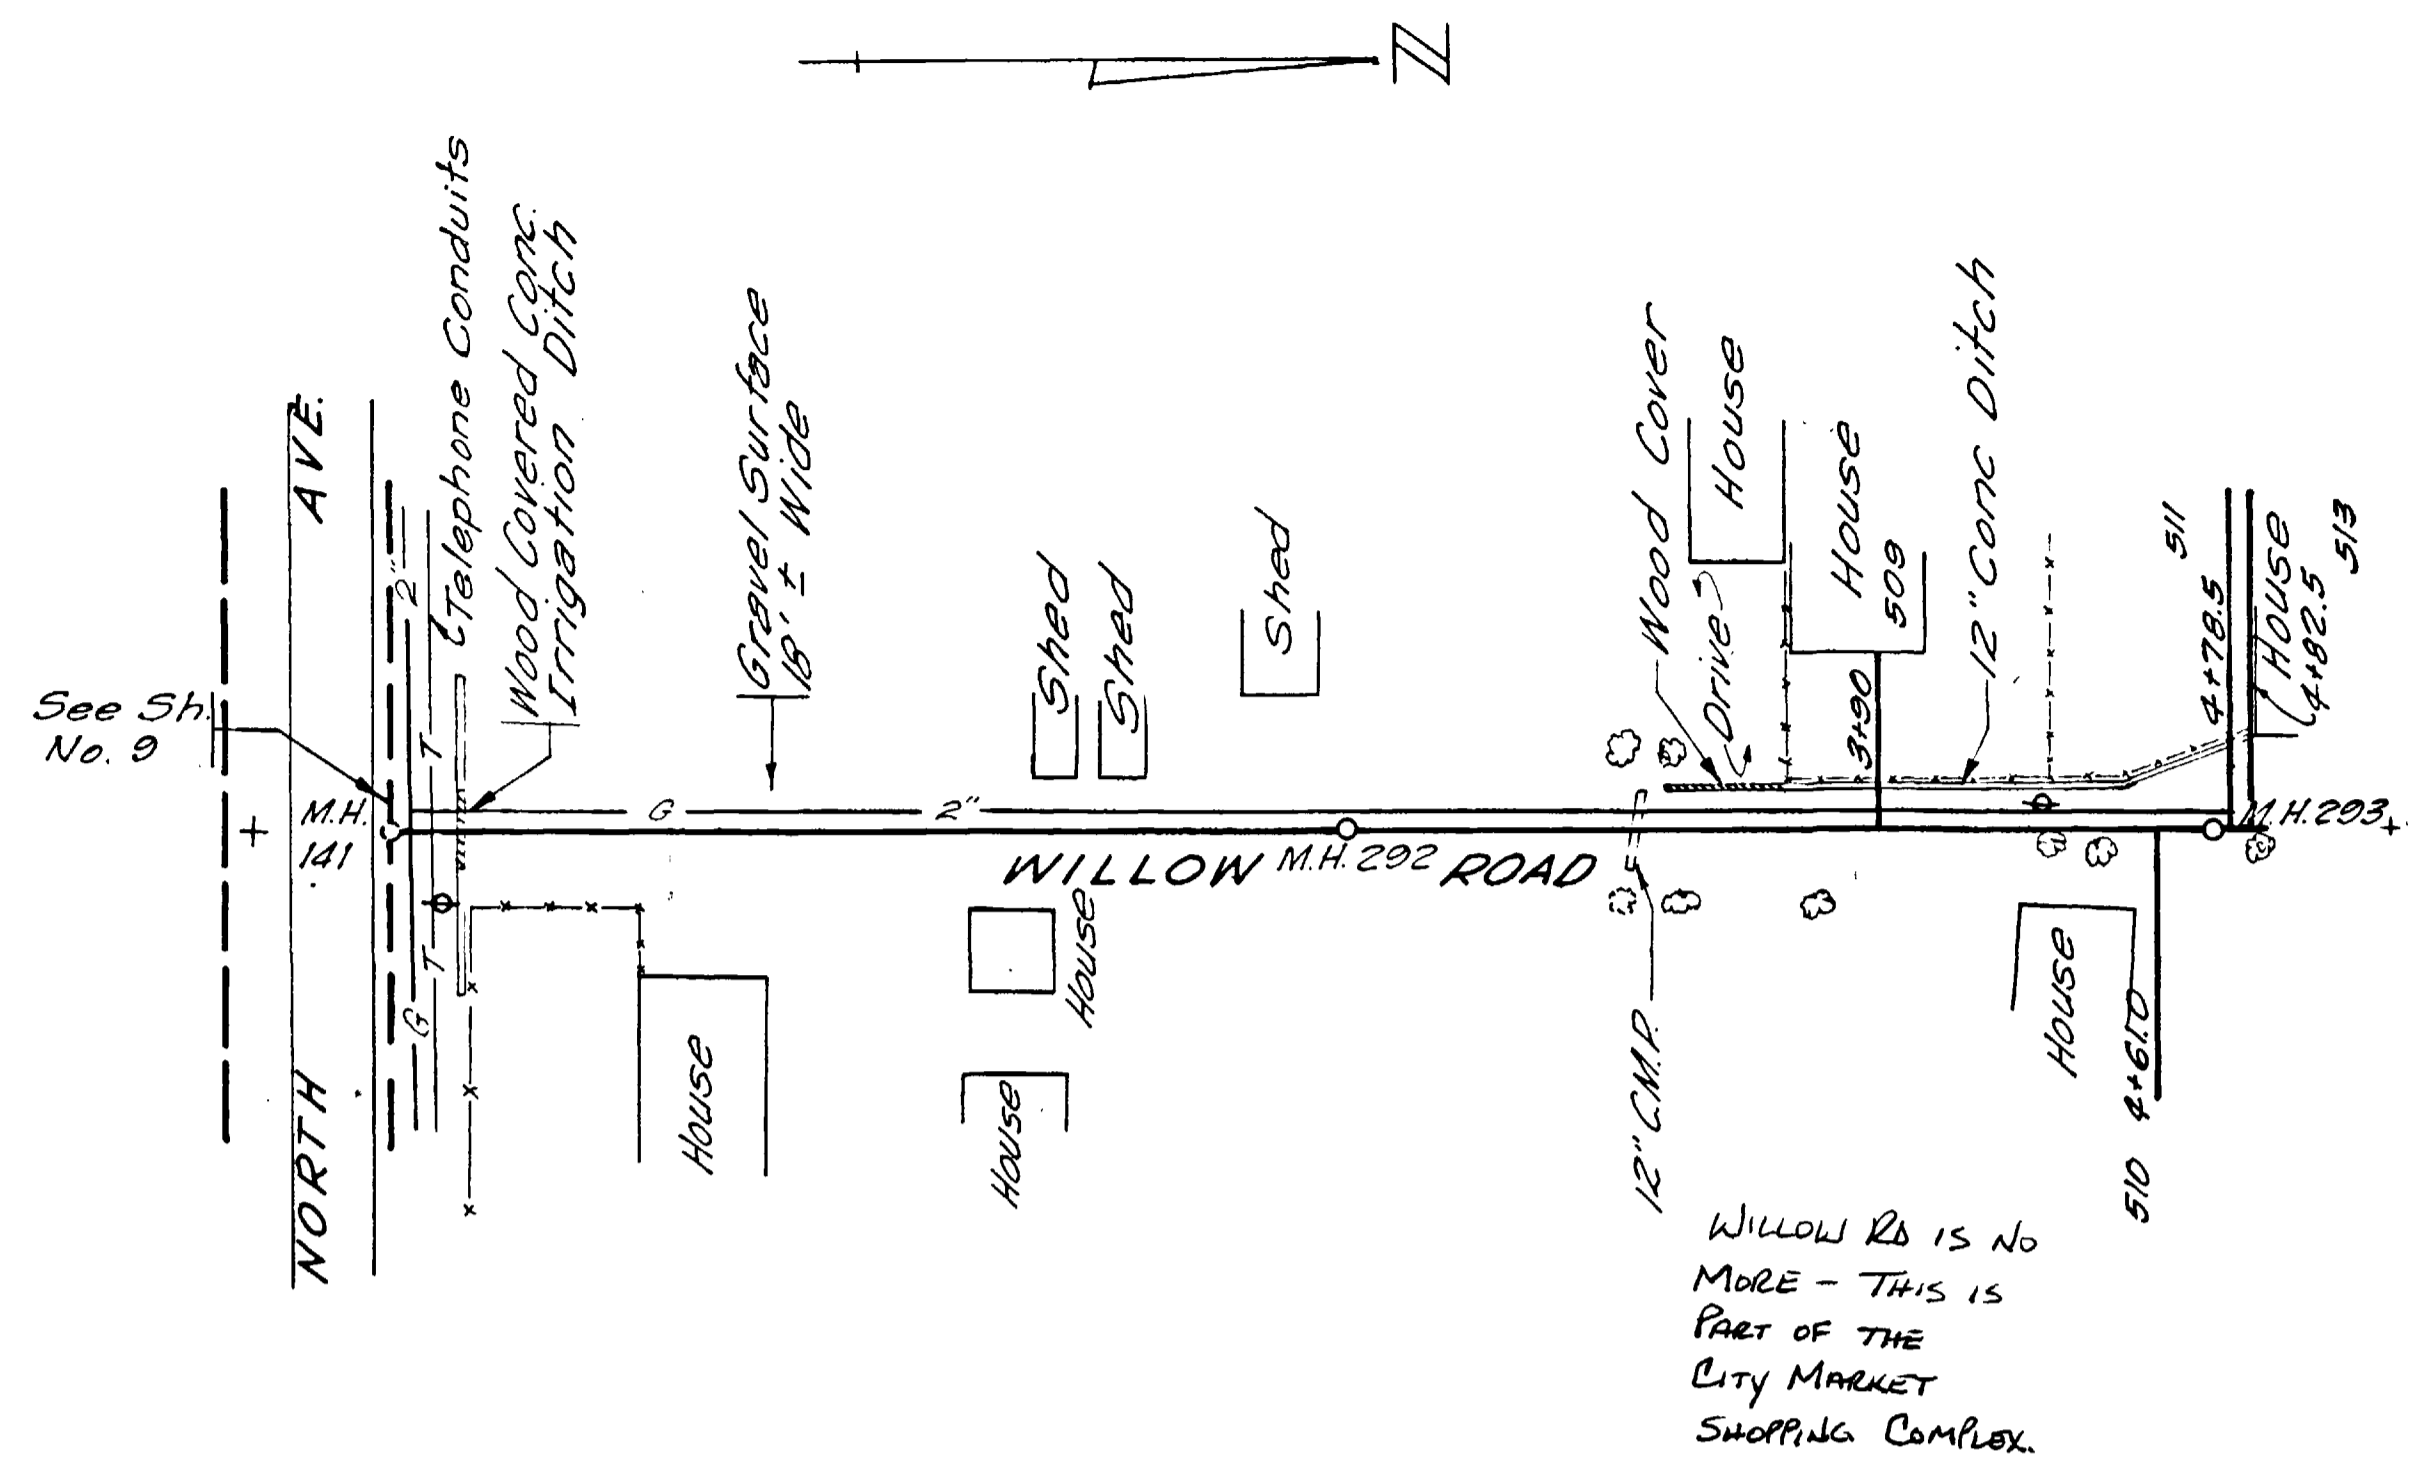 N
See Sh.
No. 9
NORTH AVE.
M.H.
141
2"
G
T
T
Telephone Conduits
Wood Covered Conc.
Irrigation Ditch
Gravel Surface
18' ± Wide
G
2"
Shed
Shed
Shed
WILLOW ROAD
M.H. 292
House
House
House
Wood Cover
Drive
House
House
509
3+90
12" Conc Ditch
12" C.M.P.
511
4+78.5
House
4+82.5
513
M.H. 293
House
510 4+61.0
WILLOW RD IS NO
MORE - THIS IS
PART OF THE
CITY MARKET
SHOPPING COMPLEX.